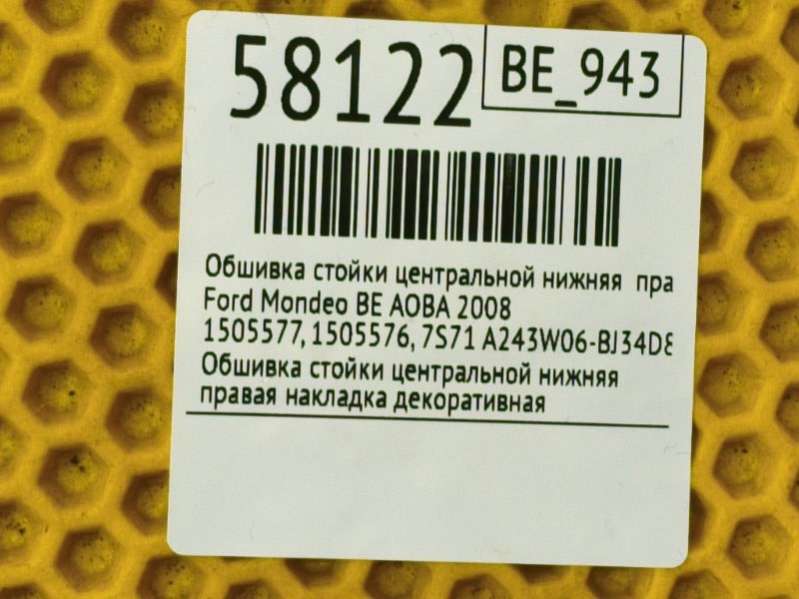 58122
BE_943
Обшивка стойки центральной нижняя пра
Ford Mondeo BE AOBA 2008
1505577, 1505576, 7S71 A243W06-BJ34D8
Обшивка стойки центральной нижняя
правая накладка декоративная